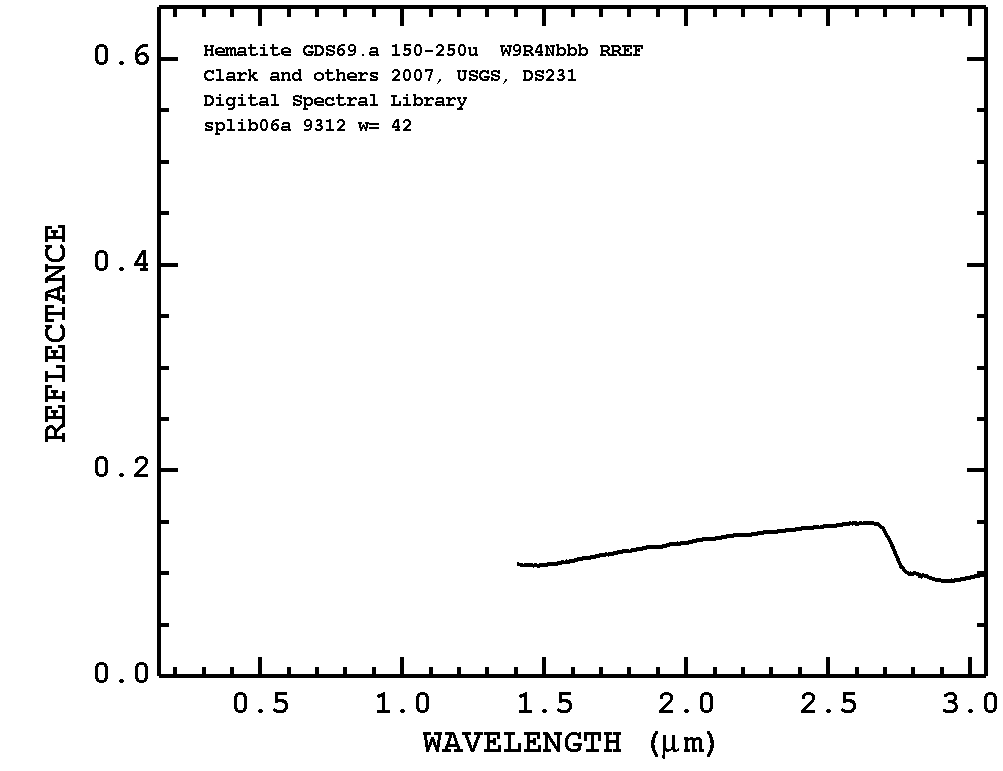 Hematite GDS69.a 150-250u  W9R4Nbbb RREF
Clark and others 2007, USGS, DS231
Digital Spectral Library
splib06a 9312 w= 42
REFLECTANCE
0.6
0.4
0.2
0.0
0.5 1.0 1.5 2.0 2.5 3.0
WAVELENGTH (μm)